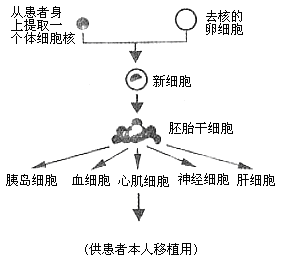 从患者身
上提取一
个体细胞核
去核的
卵细胞
新细胞
胚胎干细胞
胰岛细胞 血细胞 心肌细胞 神经细胞 肝细胞
(供患者本人移植用)